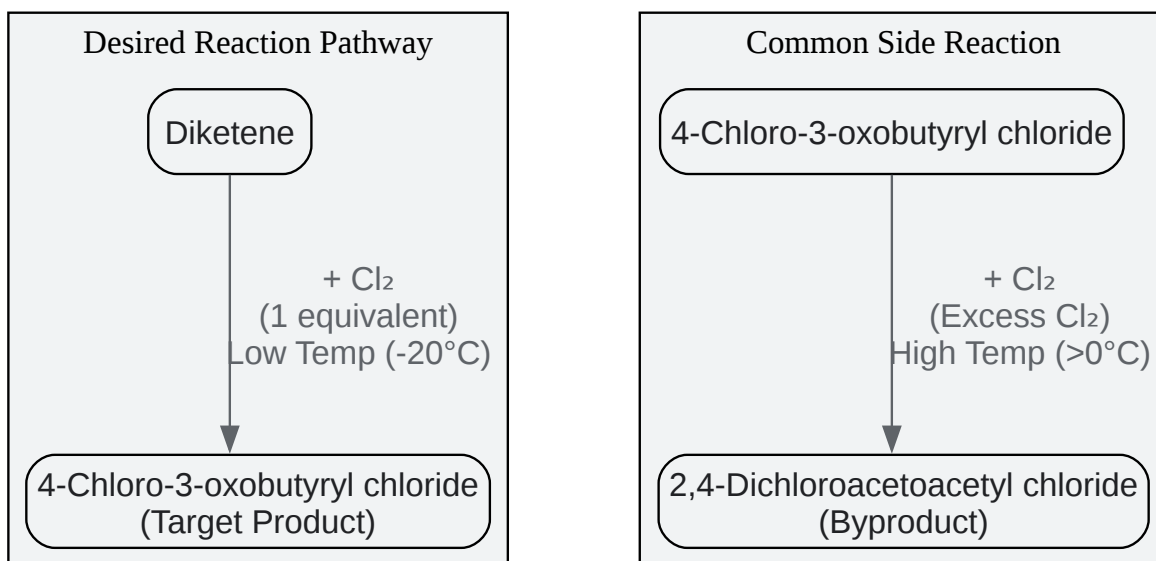 Desired Reaction Pathway
Diketene
+ Cl₂
(1 equivalent)
Low Temp (-20°C)
4-Chloro-3-oxobutyryl chloride
(Target Product)
Common Side Reaction
4-Chloro-3-oxobutyryl chloride
+ Cl₂
(Excess Cl₂)
High Temp (>0°C)
2,4-Dichloroacetoacetyl chloride
(Byproduct)